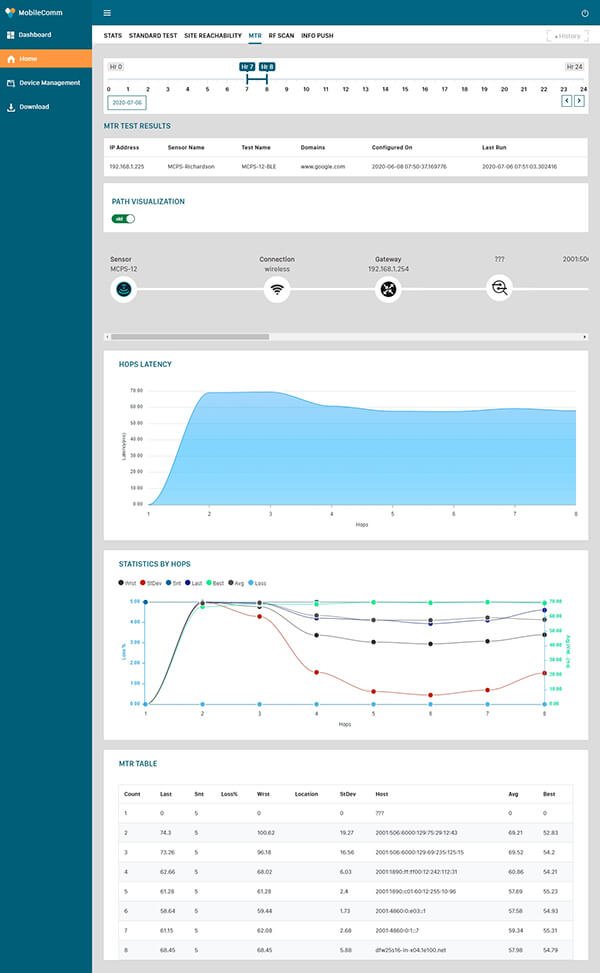 MobileComm
Dashboard
Home
Device Management
Download
STATS STANDARD TEST SITE REACHABILITY MTR RF SCAN INFO PUSH
History
Hr 0 Hr 7 Hr 8 Hr 24
0 1 2 3 4 5 6 7 8 9 10 11 12 13 14 15 16 17 18 19 20 21 22 23 24
2020-07-06
MTR TEST RESULTS
IP Address Sensor Name Test Name Domains Configured On Last Run
192.168.1.225 MCPS-Richardson MCPS-12-BLE www.google.com 2020-06-08 07:50:37.169776 2020-07-06 07:51:03.302416
PATH VISUALIZATION
Sensor Connection Gateway ??? 2001:506
MCPS-12 wireless 192.168.1.254
HOPS LATENCY
70.00
60.00
50.00
40.00
30.00
20.00
10.00
0.00
Latency(ms)
1 2 3 4 5 6 7 8
Hops
STATISTICS BY HOPS
Wrst StDev Snt Last Best Avg Loss
5.00 70.00
60.00
4.00
50.00
3.00 40.00
2.00 30.00
20.00
1.00
10.00
0.00 0.00
Loss %
1 2 3 4 5 6 7 8
Hops
MTR TABLE
Count Last Snt Loss% Wrst Location StDev Host Avg Best
1 0 5 0 0 ??? 0 0
2 74.3 5 100.62 19.27 2001:506:6000:129:75:29:12:43 69.21 52.83
3 73.26 5 96.18 16.56 2001:506:6000:129:69:235:125:15 69.52 54.2
4 62.66 5 68.02 6.03 2001:1890:ff:ff00:12:242:112:31 60.86 54.21
5 61.28 5 61.28 2.4 2001:1890:c01:60:12:255:10:96 57.69 55.23
6 58.64 5 59.44 1.73 2001:4860:0:e03::1 57.58 54.93
7 61.15 5 62.08 2.68 2001:4860:0:1::7 59.34 55.31
8 68.45 5 68.45 5.88 dfw25s16-in-x04.1e100.net 57.98 54.79